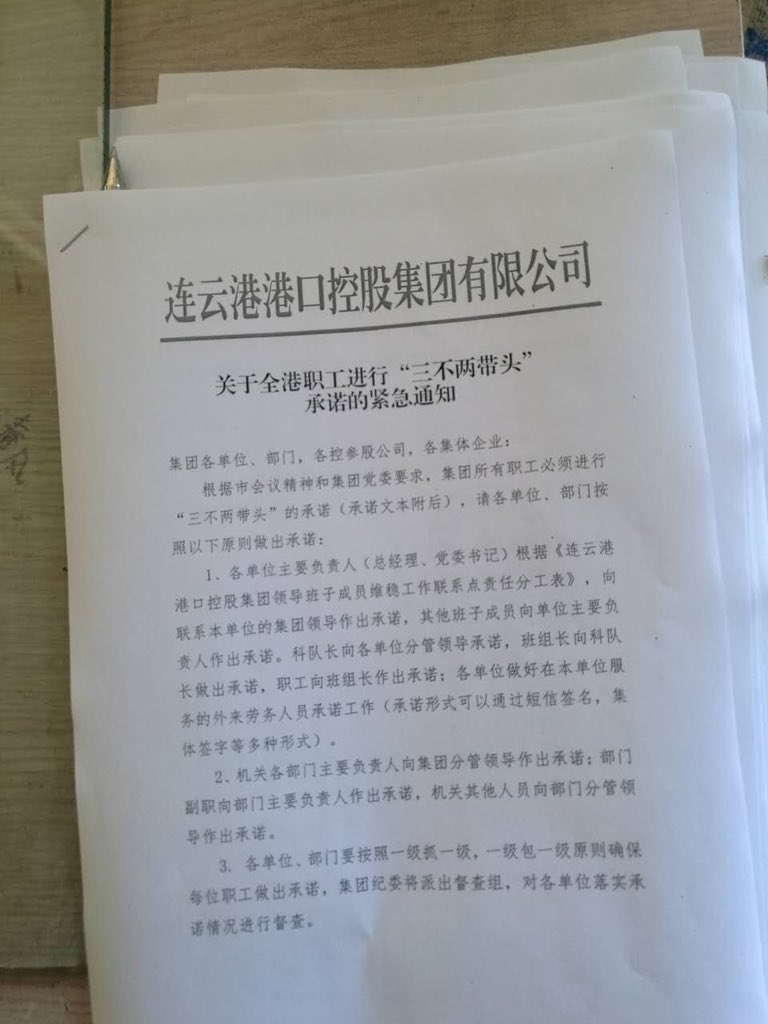 连云港港口控股集团有限公司
关于全港职工进行“三不两带头”
承诺的紧急通知
集团各单位、部门，各控参股公司，各集体企业：
根据市会议精神和集团党委要求，集团所有职工必须进行
“三不两带头”的承诺（承诺文本附后），请各单位、部门按
照以下原则做出承诺：
1、各单位主要负责人（总经理、党委书记）根据《连云港
港口控股集团领导班子成员维稳工作联系点责任分工表》，向
联系本单位的集团领导作出承诺，其他班子成员向单位主要负
责人作出承诺。科队长向各单位分管领导承诺，班组长向科队
长做出承诺，职工向班组长作出承诺；各单位做好在本单位服
务的外来劳务人员承诺工作（承诺形式可以通过短信签名，集
体签字等多种形式）。
2、机关各部门主要负责人向集团分管领导作出承诺；部门
副职向部门主要负责人作出承诺，机关其他人员向部门分管领
导作出承诺。
3. 各单位、部门要按照一级抓一级，一级包一级原则确保
每位职工做出承诺，集团纪委将派出督查组，对各单位落实承
诺情况进行督查。